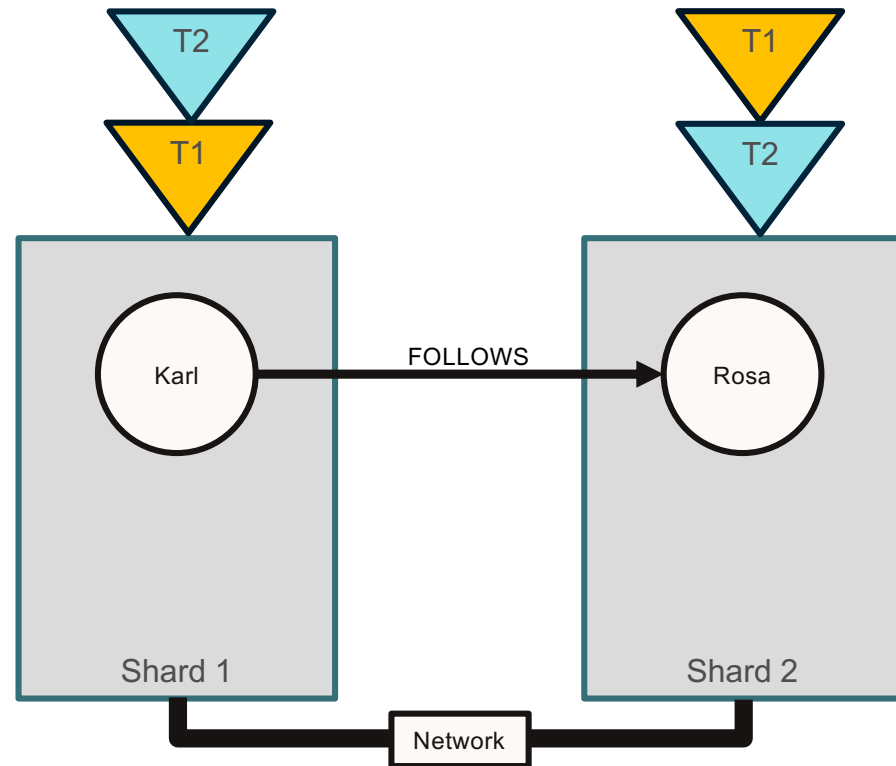 T2
T1
T1
T2
Karl
FOLLOWS
Rosa
Shard 1
Shard 2
Network